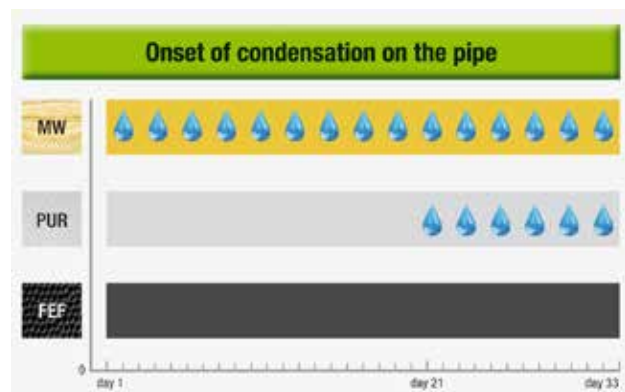 Onset of condensation on the pipe
MW
PUR
FEF
0
day 1
day 21
day 33